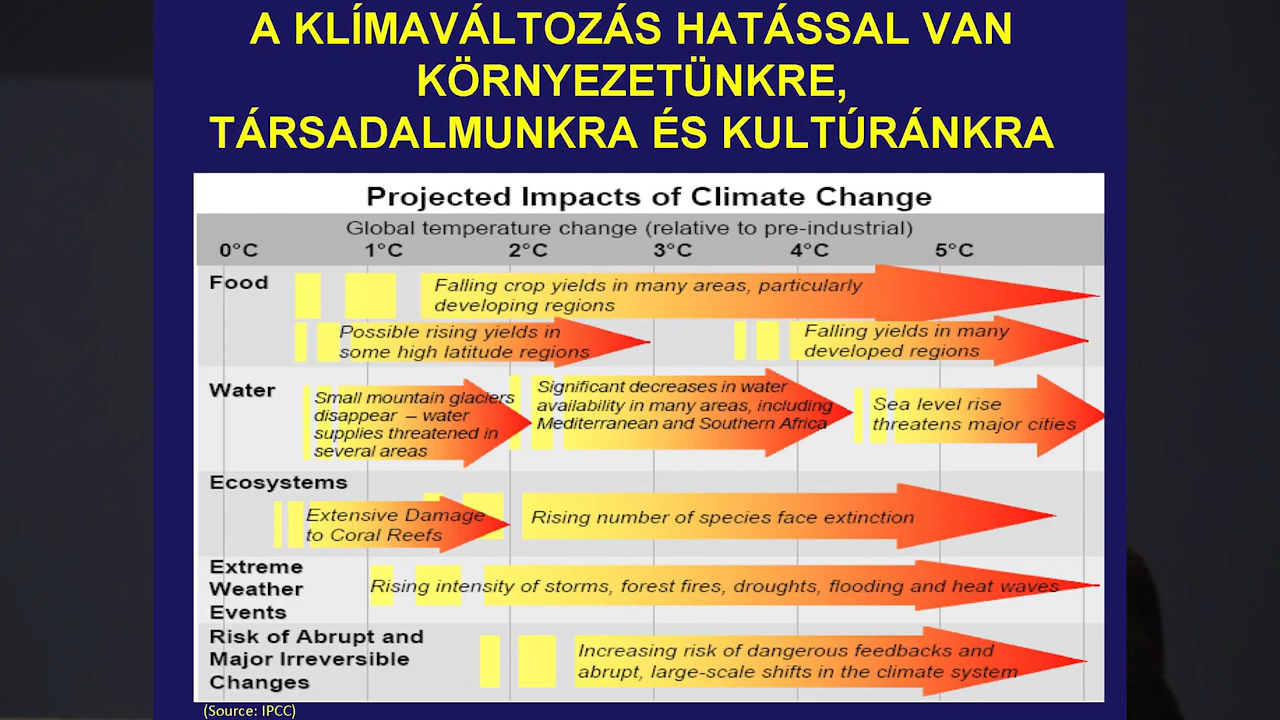 A KLÍMAVÁLTOZÁS HATÁSSAL VAN
KÖRNYEZETÜNKRE,
TÁRSADALMUNKRA ÉS KULTÚRÁNKRA
Projected Impacts of Climate Change
Global temperature change (relative to pre-industrial)
0°C 1°C 2°C 3°C 4°C 5°C
Food
Falling crop yields in many areas, particularly
developing regions
Possible rising yields in
some high latitude regions
Falling yields in many
developed regions
Water
Small mountain glaciers
disappear – water
supplies threatened in
several areas
Significant decreases in water
availability in many areas, including
Mediterranean and Southern Africa
Sea level rise
threatens major cities
Ecosystems
Extensive Damage
to Coral Reefs
Rising number of species face extinction
Extreme
Weather
Events
Rising intensity of storms, forest fires, droughts, flooding and heat waves
Risk of Abrupt and
Major Irreversible
Changes
Increasing risk of dangerous feedbacks and
abrupt, large-scale shifts in the climate system
(Source: IPCC)